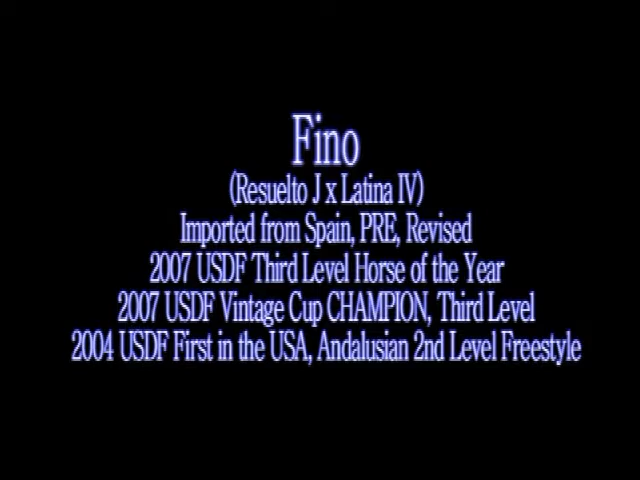 Fino
(Resuelto J x Latina IV)
Imported from Spain, PRE, Revised
2007 USDF Third Level Horse of the Year
2007 USDF Vintage Cup CHAMPION, Third Level
2004 USDF First in the USA, Andalusian 2nd Level Freestyle